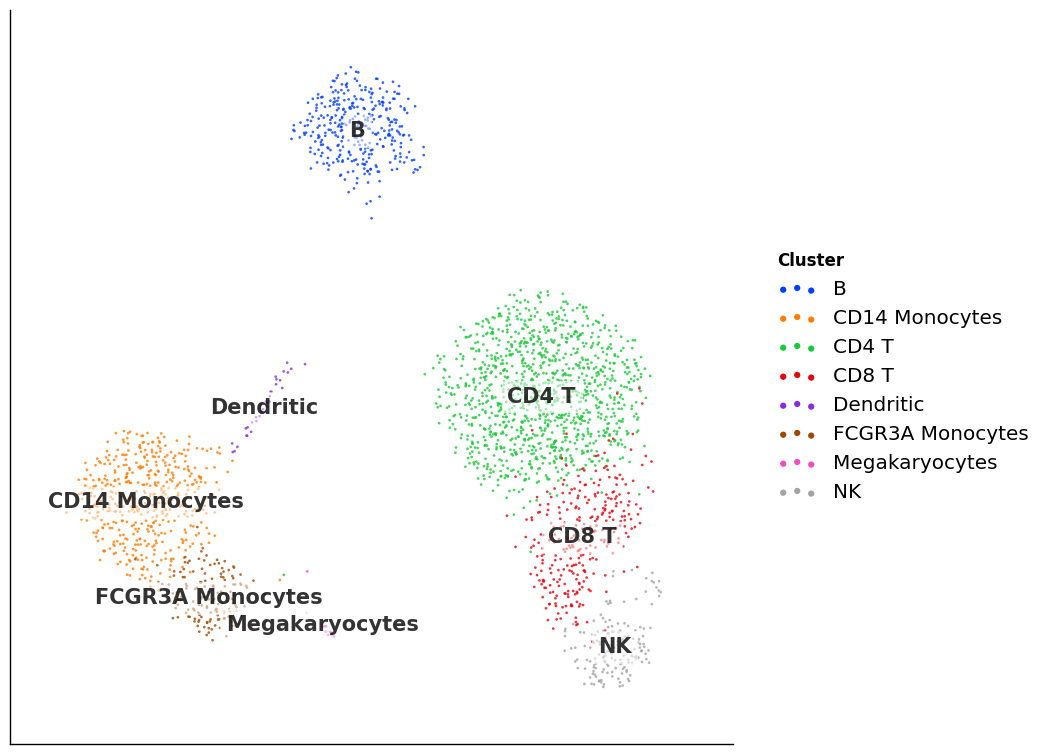 B
CD4 T
Dendritic
CD14 Monocytes
CD8 T
FCGR3A Monocytes
Megakaryocytes
NK
Cluster
B
CD14 Monocytes
CD4 T
CD8 T
Dendritic
FCGR3A Monocytes
Megakaryocytes
NK